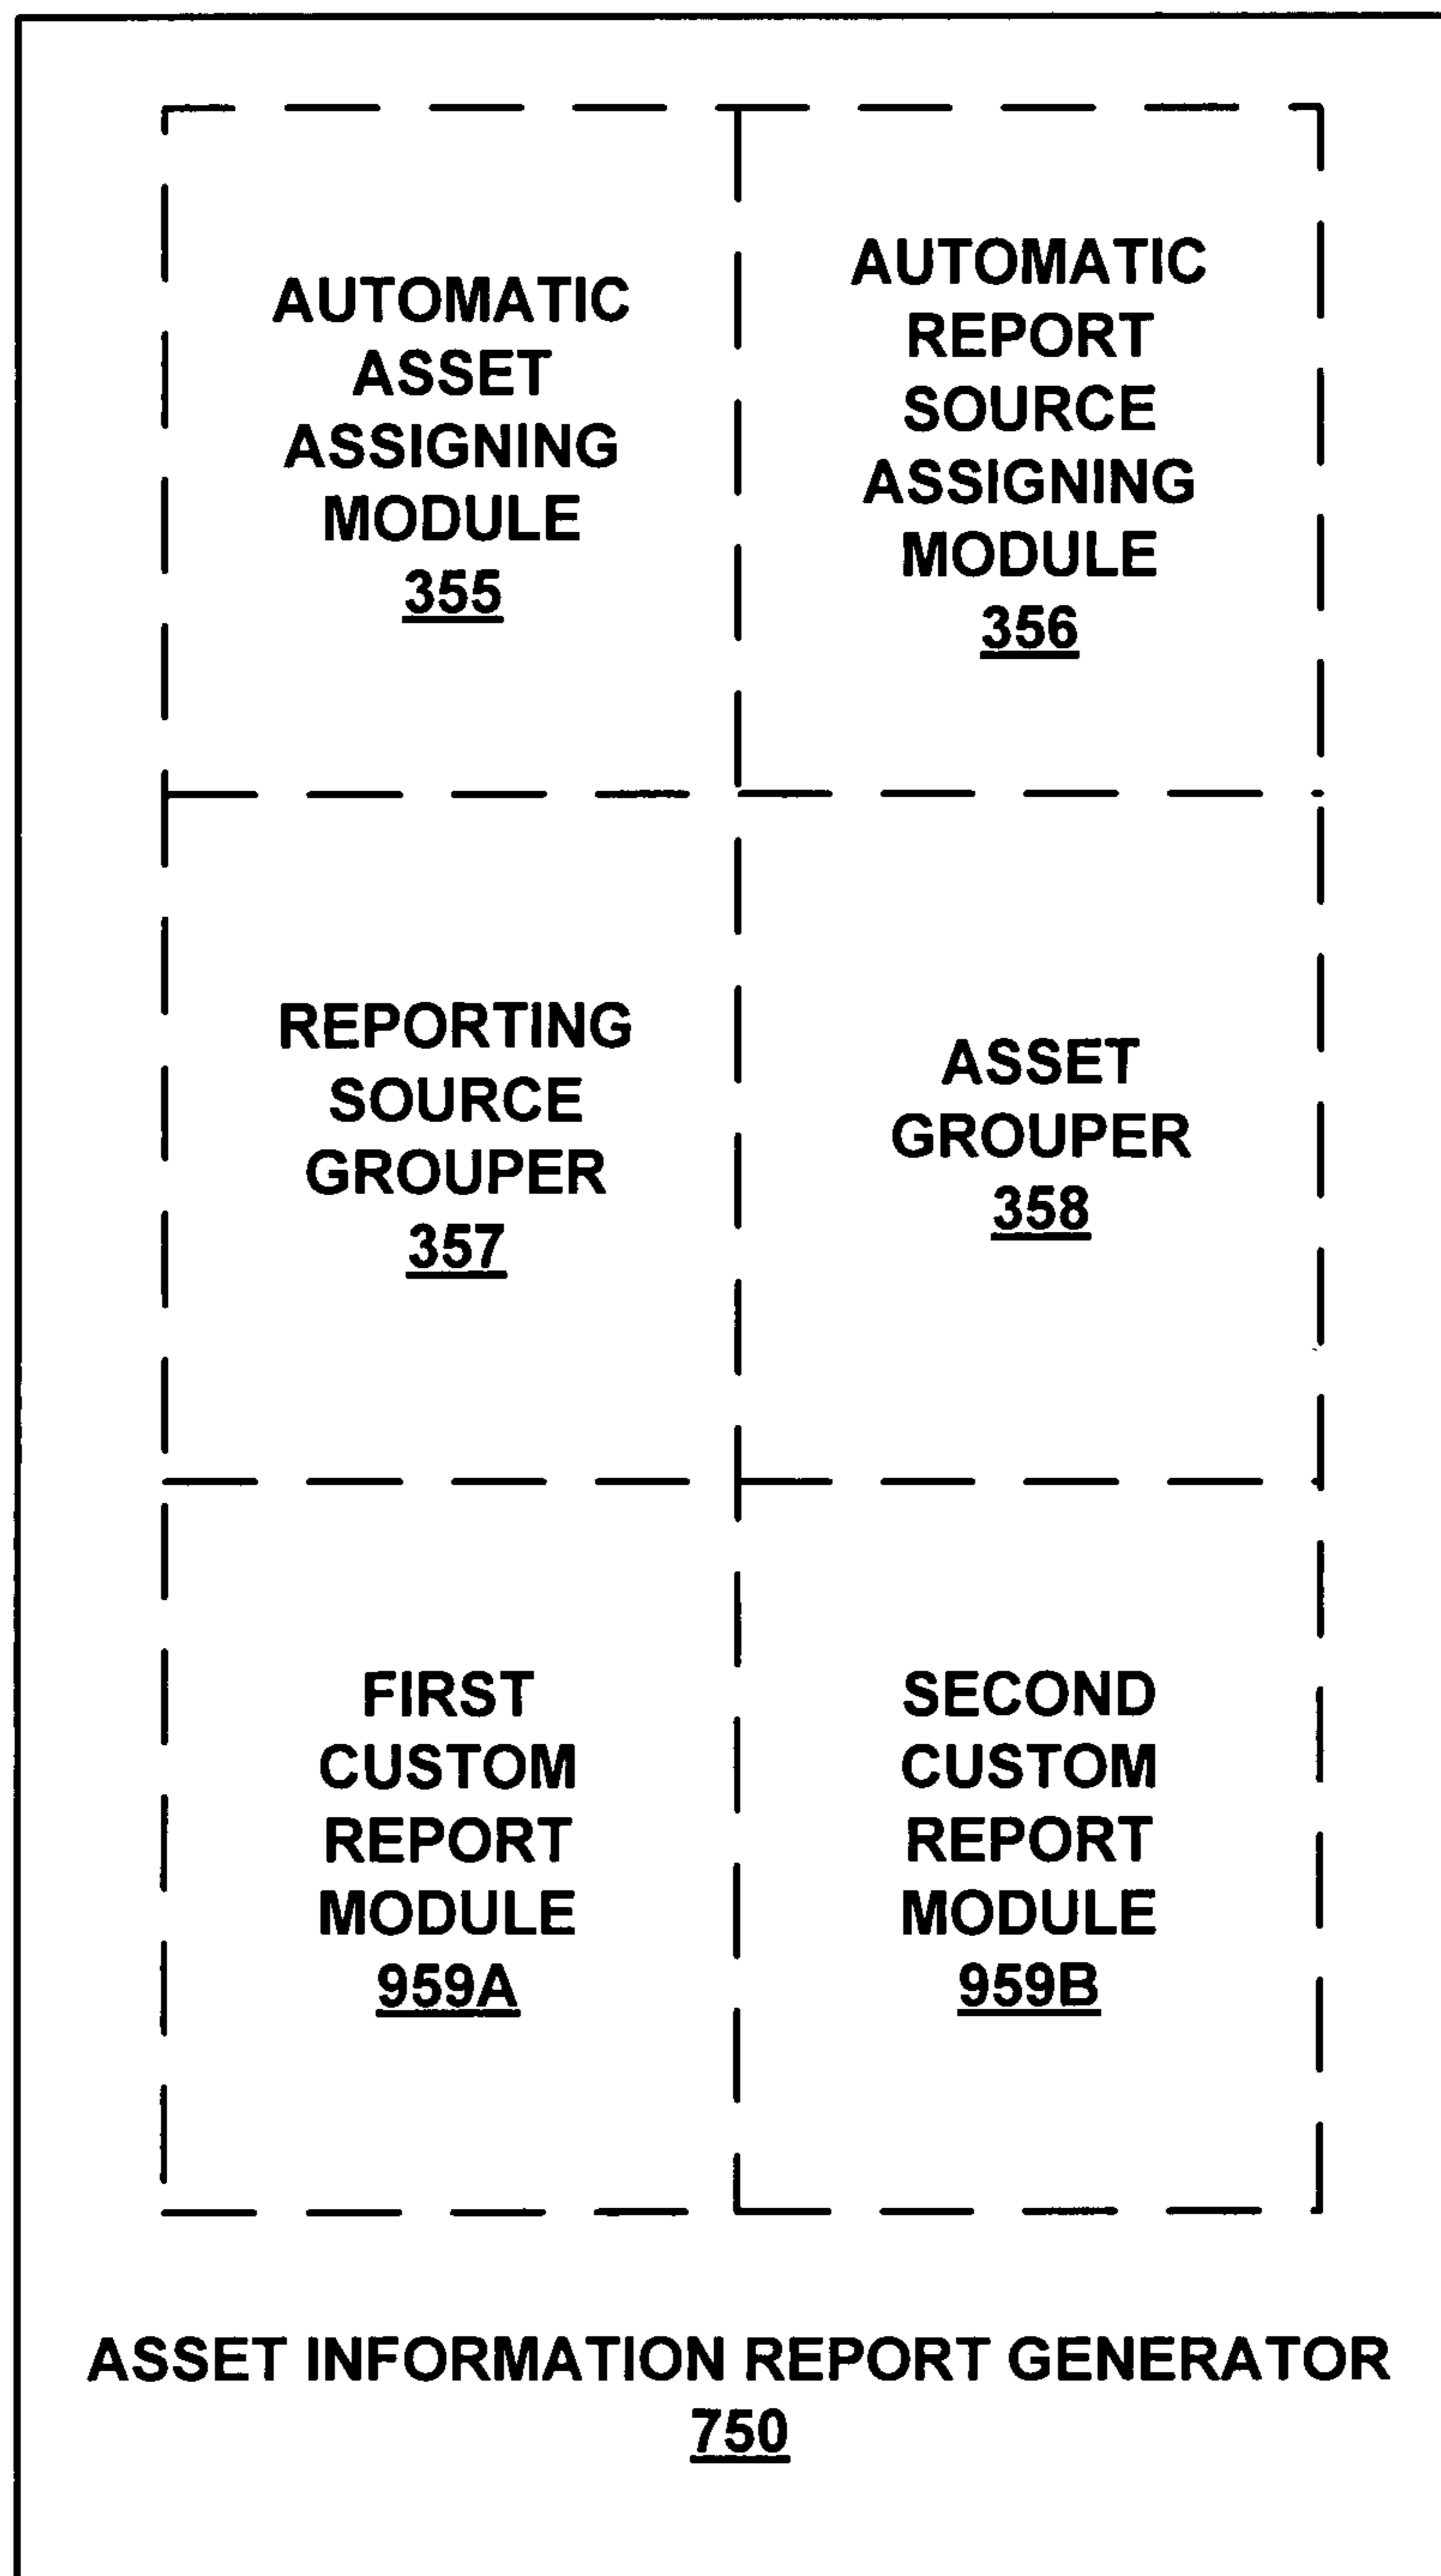 AUTOMATIC
ASSET
ASSIGNING
MODULE
355
AUTOMATIC
REPORT
SOURCE
ASSIGNING
MODULE
356
REPORTING
SOURCE
GROUPER
357
ASSET
GROUPER
358
FIRST
CUSTOM
REPORT
MODULE
959A
SECOND
CUSTOM
REPORT
MODULE
959B
ASSET INFORMATION REPORT GENERATOR
750